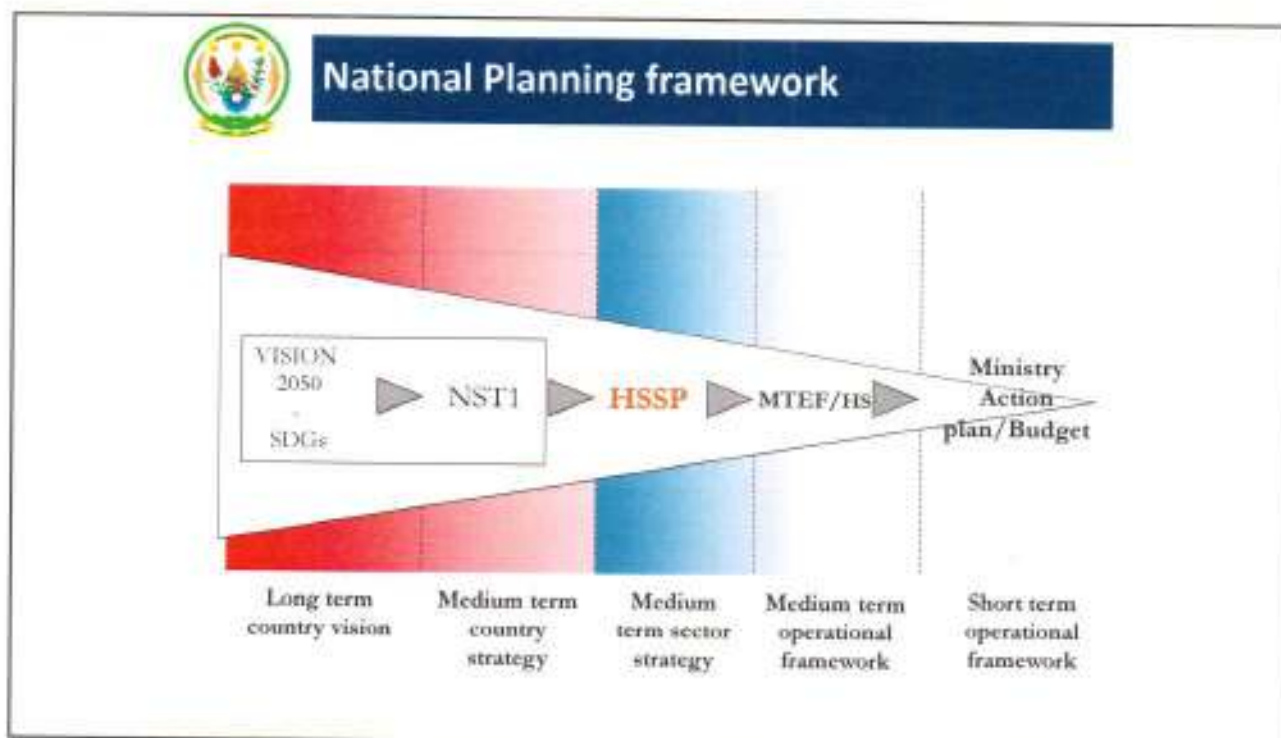 National Planning framework
VISION
2050
-
SDGs
NST1
HSSP
MTEF/HS
Ministry
Action
plan/Budget
Long term
country vision
Medium term
country
strategy
Medium
term sector
strategy
Medium term
operational
framework
Short term
operational
framework